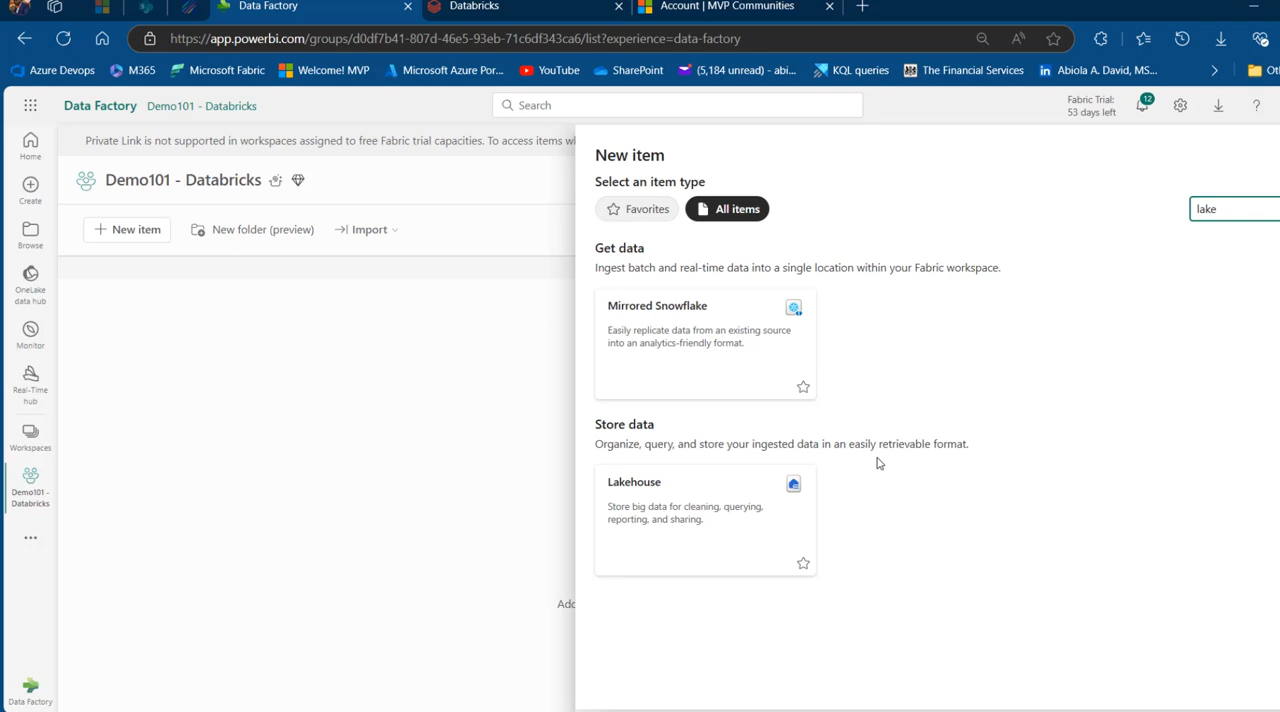 Data Factory
Databricks
Account | MVP Communities
https://app.powerbi.com/groups/d0df7b41-807d-46e5-93eb-71c6df343ca6/list?experience=data-factory
Azure Devops
M365
Microsoft Fabric
Welcome! MVP
Microsoft Azure Por...
YouTube
SharePoint
(5,184 unread) - abi...
KQL queries
The Financial Services
Abiola A. David, MS...
Data Factory
Demo101 - Databricks
Search
Fabric Trial:
53 days left
12
Private Link is not supported in workspaces assigned to free Fabric trial capacities. To access items
Demo101 - Databricks
New item
New folder (preview)
Import
Home
Create
Browse
OneLake
data hub
Monitor
Real-Time
hub
Workspaces
Demo101 -
Databricks
Data Factory
New item
Select an item type
Favorites
All items
lake
Get data
Ingest batch and real-time data into a single location within your Fabric workspace.
Mirrored Snowflake
Easily replicate data from an existing source
into an analytics-friendly format.
Store data
Organize, query, and store your ingested data in an easily retrievable format.
Lakehouse
Store big data for cleaning, querying,
reporting, and sharing.